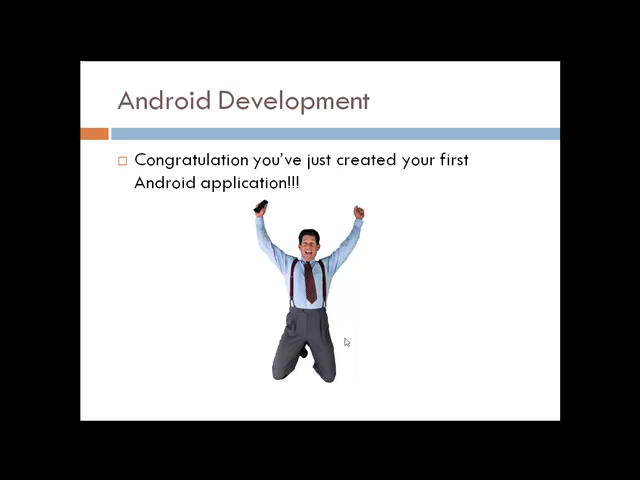 Android Development
Congratulation you've just created your first
Android application!!!